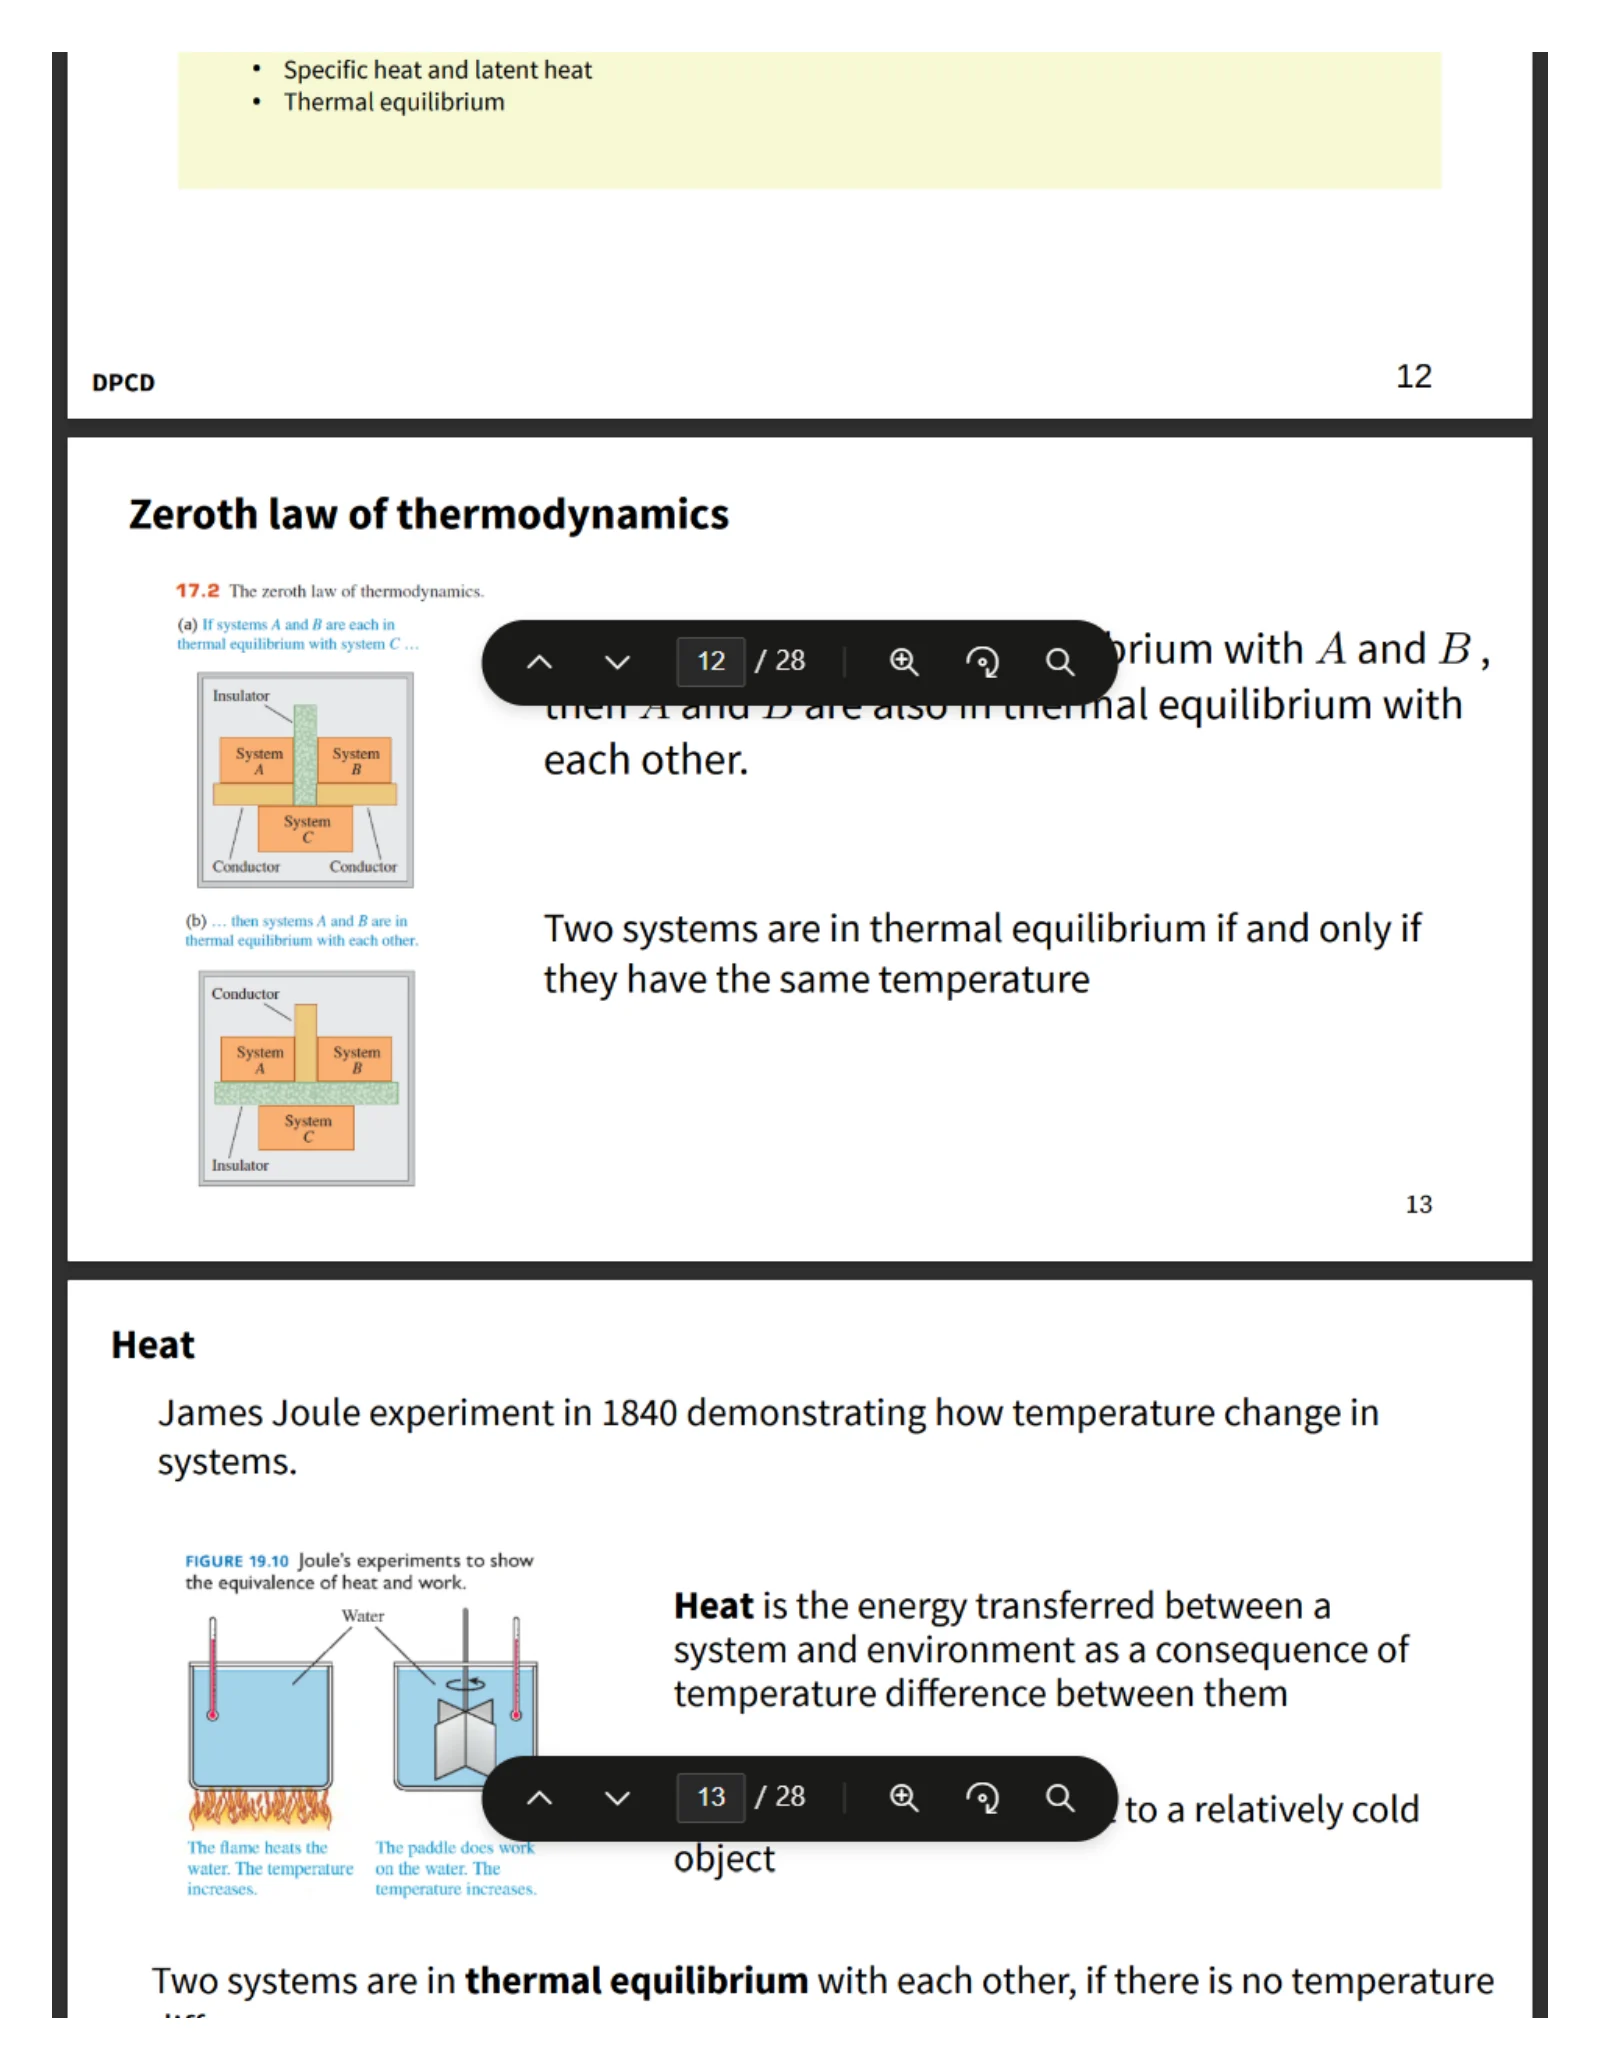 • Specific heat and latent heat
• Thermal equilibrium
DPCD
12
Zeroth law of thermodynamics
17.2 The zeroth law of thermodynamics.
(a) If systems A and B are each in
thermal equilibrium with system C …
Insulator
System
A
System
B
System
C
Conductor
Conductor
(b) … then systems A and B are in
thermal equilibrium with each other.
Conductor
System
A
System
B
System
C
Insulator
12 / 28
with A and B ,
then A and B are also in thermal equilibrium with
each other.
Two systems are in thermal equilibrium if and only if
they have the same temperature
13
Heat
James Joule experiment in 1840 demonstrating how temperature change in
systems.
FIGURE 19.10 Joule's experiments to show
the equivalence of heat and work.
Water
The flame heats the
water. The temperature
increases.
The paddle does work
on the water. The
temperature increases.
Heat is the energy transferred between a
system and environment as a consequence of
temperature difference between them
13 / 28
to a relatively cold
object
Two systems are in thermal equilibrium with each other, if there is no temperature